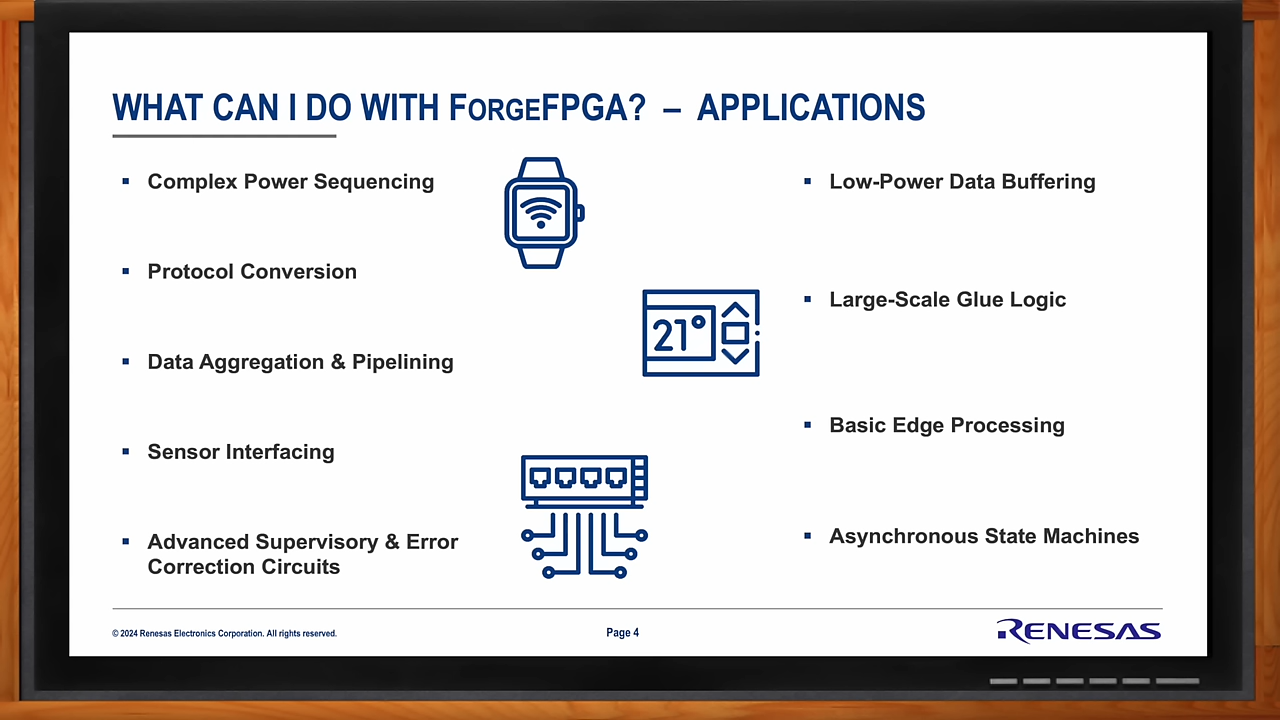 WHAT CAN I DO WITH FORGEFPGA? – APPLICATIONS
▪ Complex Power Sequencing
▪ Protocol Conversion
▪ Data Aggregation & Pipelining
▪ Sensor Interfacing
▪ Advanced Supervisory & Error
Correction Circuits
21°
▪ Low-Power Data Buffering
▪ Large-Scale Glue Logic
▪ Basic Edge Processing
▪ Asynchronous State Machines
© 2024 Renesas Electronics Corporation. All rights reserved.
Page 4
RENESAS